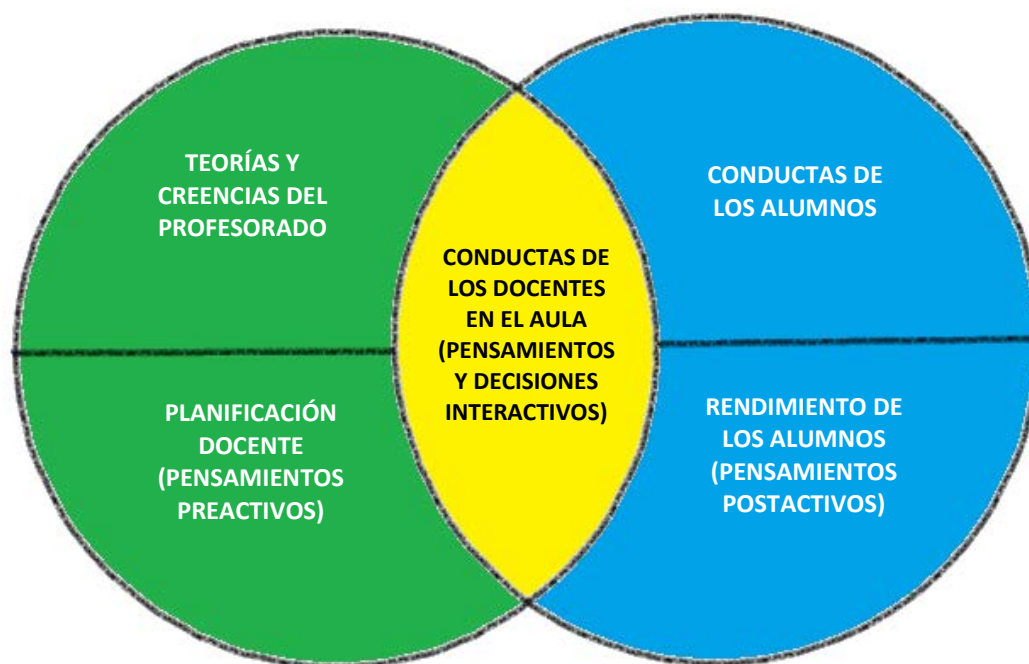 TEORÍAS Y
CREENCIAS DEL
PROFESORADO
PLANIFICACIÓN
DOCENTE
(PENSAMIENTOS
PREACTIVOS)
CONDUCTAS DE
LOS DOCENTES
EN EL AULA
(PENSAMIENTOS
Y DECISIONES
INTERACTIVOS)
CONDUCTAS DE
LOS ALUMNOS
RENDIMIENTO DE
LOS ALUMNOS
(PENSAMIENTOS
POSTACTIVOS)